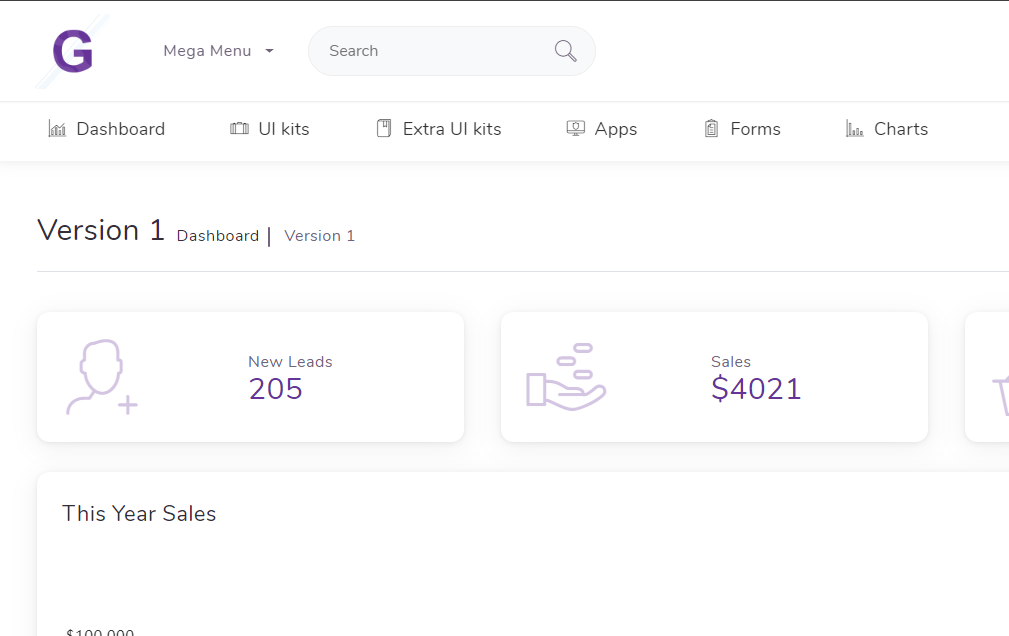 G
Mega Menu
Search
Dashboard
UI kits
Extra UI kits
Apps
Forms
Charts
Version 1
Dashboard | Version 1
New Leads
205
Sales
$4021
This Year Sales
$100,000